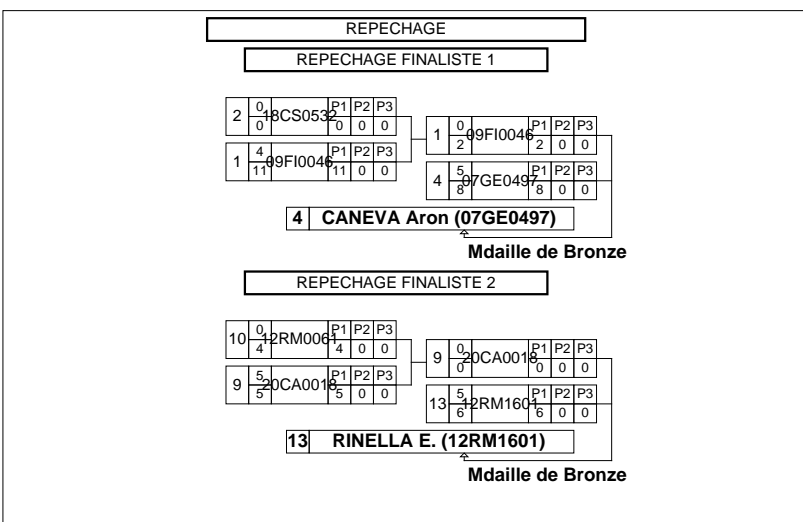 REPECHAGE
REPECHAGE FINALISTE 1
2 0 0 18CS0532 P1 P2 P3 0 0 0
1 4 11 09FI0046 P1 P2 P3 11 0 0
1 0 2 09FI0046 P1 P2 P3 2 0 0
4 5 8 07GE0497 P1 P2 P3 8 0 0
4 CANEVA Aron (07GE0497)
Mdaille de Bronze
REPECHAGE FINALISTE 2
10 0 4 12RM0061 P1 P2 P3 4 0 0
9 5 5 20CA0018 P1 P2 P3 5 0 0
9 0 0 20CA0018 P1 P2 P3 0 0 0
13 5 6 12RM1601 P1 P2 P3 6 0 0
13 RINELLA E. (12RM1601)
Mdaille de Bronze